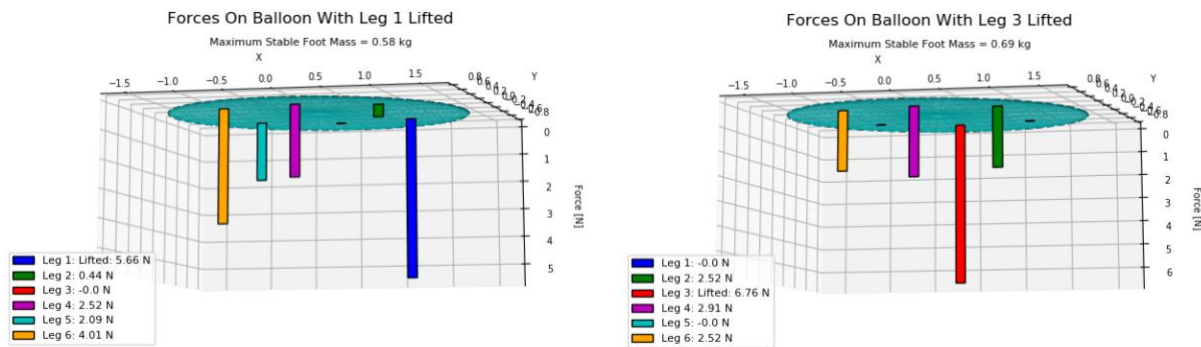 Forces On Balloon With Leg 1 Lifted
Maximum Stable Foot Mass = 0.58 kg
X
Y
−1.5 −1.0 −0.5 0.0 0.5 1.0 1.5
0.8
0
1
2
3
4
5
Force [N]
Leg 1: Lifted: 5.66 N
Leg 2: 0.44 N
Leg 3: -0.0 N
Leg 4: 2.52 N
Leg 5: 2.09 N
Leg 6: 4.01 N
Forces On Balloon With Leg 3 Lifted
Maximum Stable Foot Mass = 0.69 kg
X
Y
−1.5 −1.0 −0.5 0.0 0.5 1.0 1.5
0.8
0
1
2
3
4
5
6
Force [N]
Leg 1: -0.0 N
Leg 2: 2.52 N
Leg 3: Lifted: 6.76 N
Leg 4: 2.91 N
Leg 5: -0.0 N
Leg 6: 2.52 N